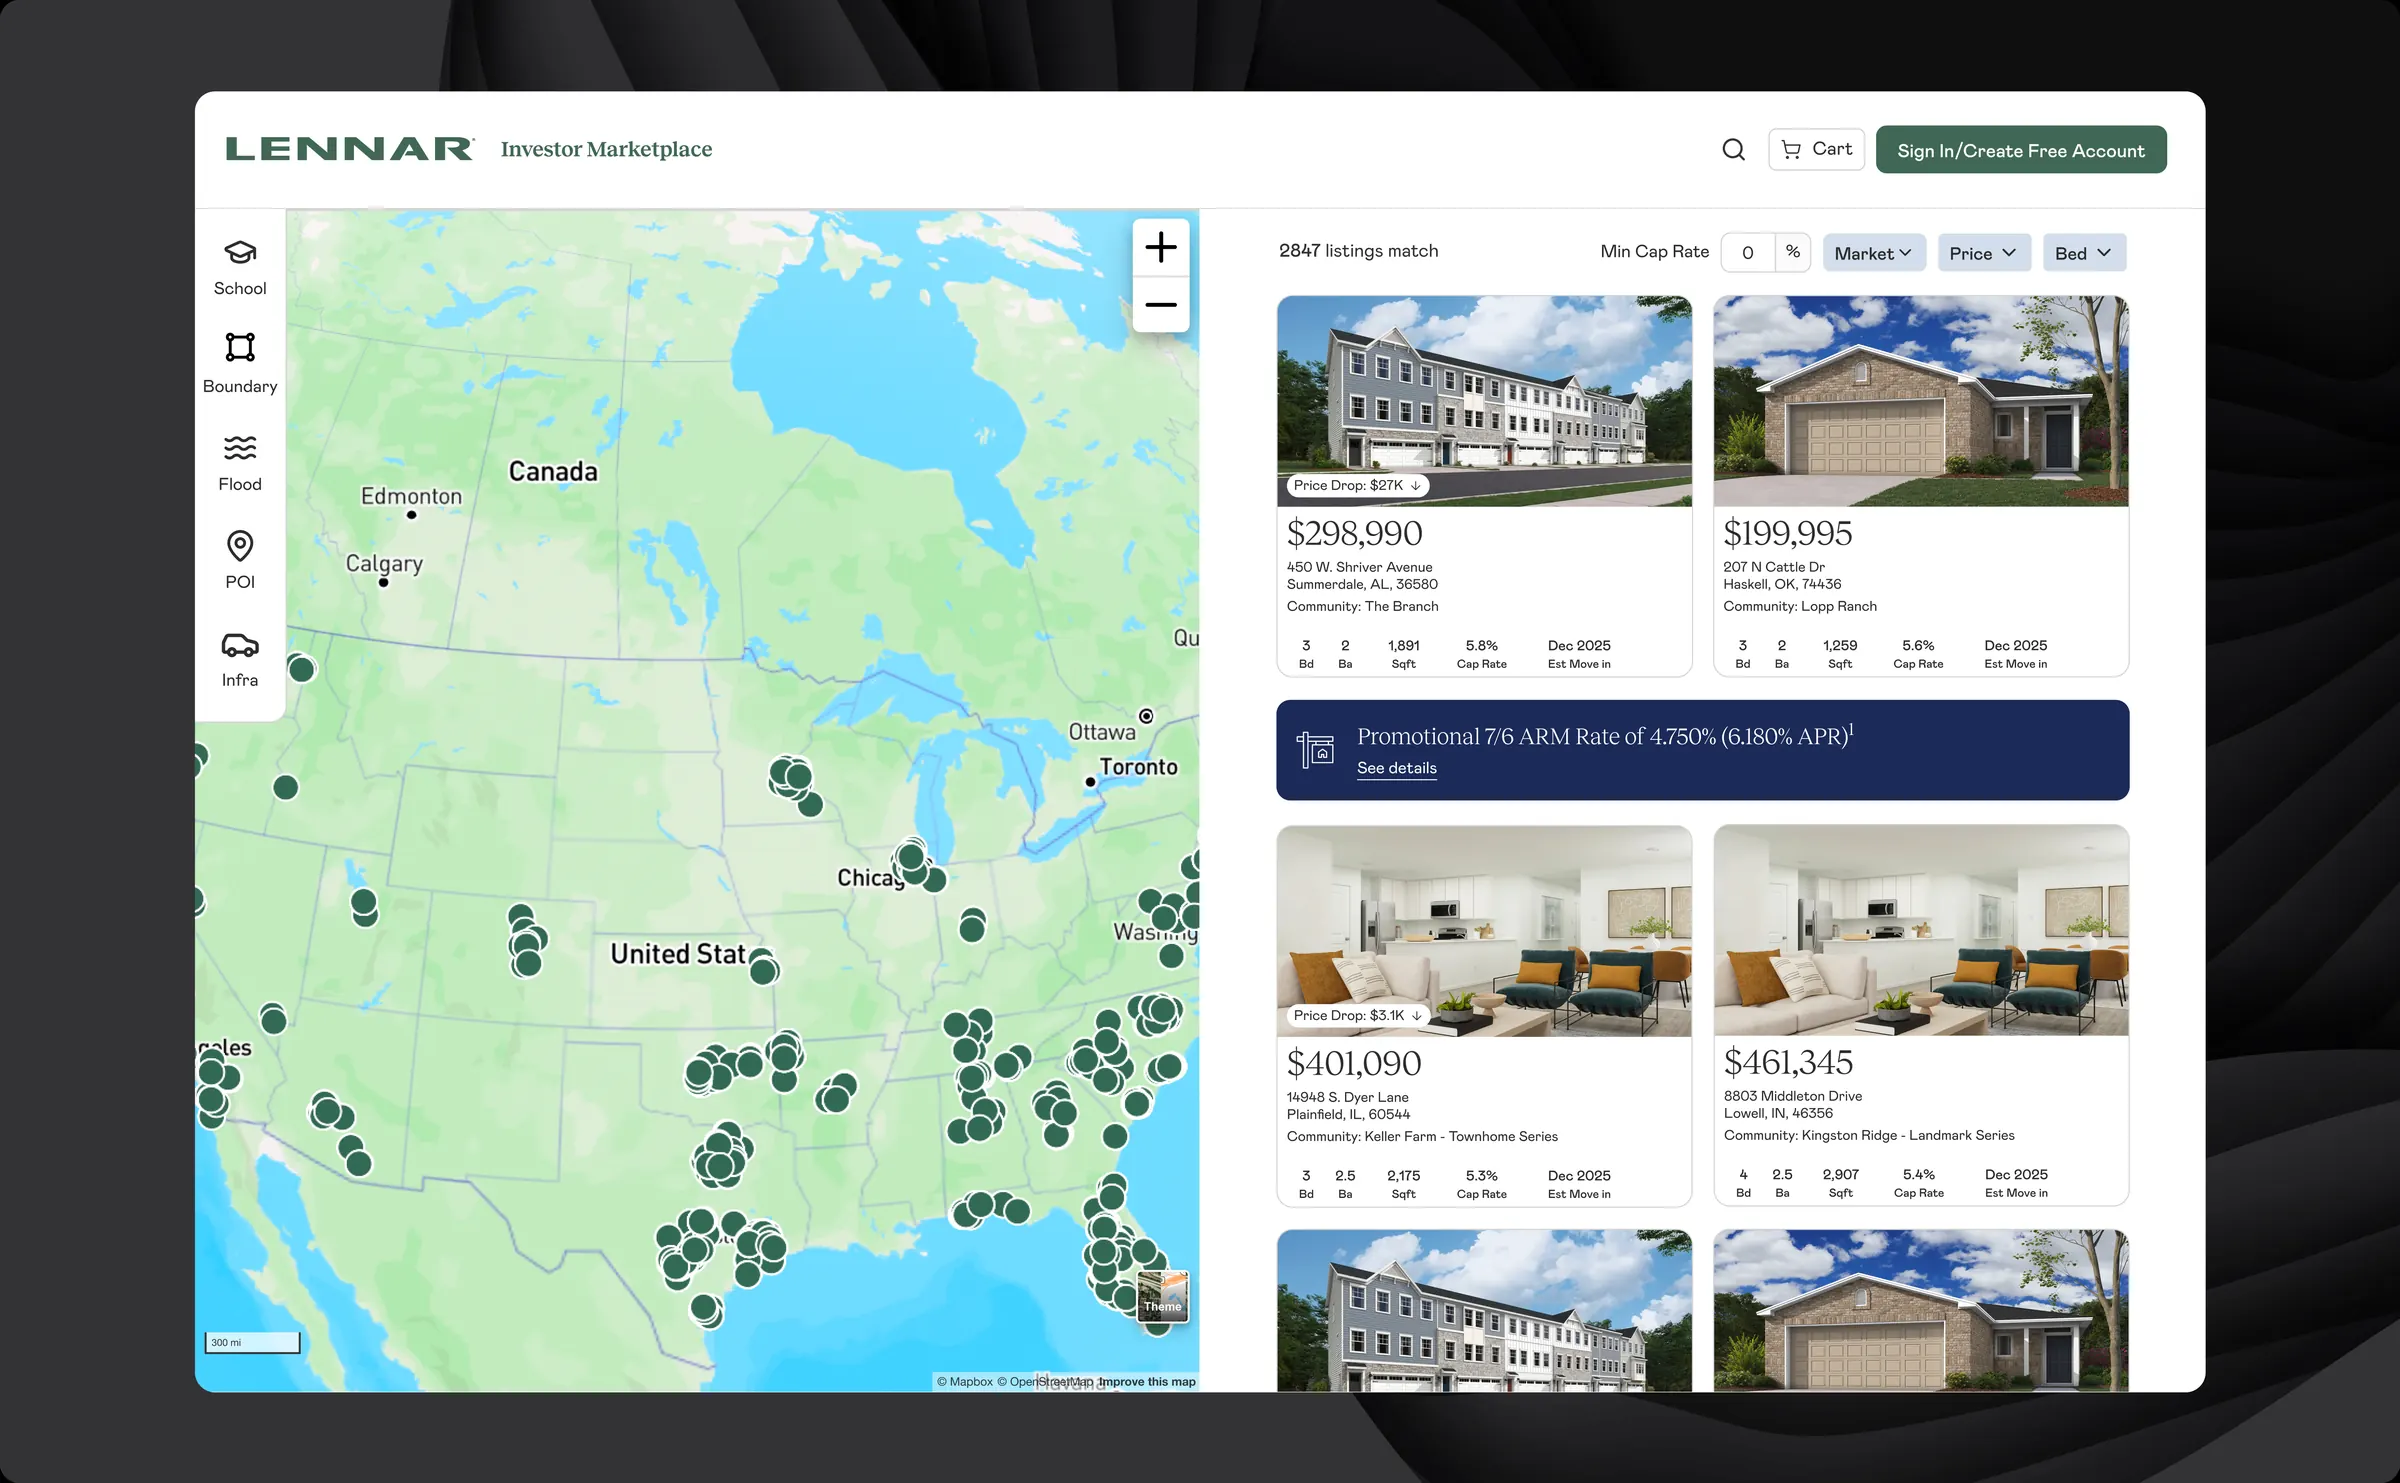 LENNAR
Investor Marketplace
Cart
Sign In/Create Free Account
School
Boundary
Flood
POI
Infra
Canada
Edmonton
Calgary
Qu
Ottawa
Toronto
Chicag
United Stat
geles
300 mi
Theme
© Mapbox © OpenStreetMap Improve this map
2847 listings match
Min Cap Rate
0
%
Market
Price
Bed
Price Drop: $27K ↓
$298,990
450 W. Shriver Avenue
Summerdale, AL, 36580
Community: The Branch
3 2 1,891 5.8% Dec 2025
Bd Ba Sqft Cap Rate Est Move in
$199,995
207 N Cattle Dr
Haskell, OK, 74436
Community: Lopp Ranch
3 2 1,259 5.6% Dec 2025
Bd Ba Sqft Cap Rate Est Move in
Promotional 7/6 ARM Rate of 4.750% (6.180% APR)¹
See details
Price Drop: $3.1K ↓
$401,090
14948 S. Dyer Lane
Plainfield, IL, 60544
Community: Keller Farm - Townhome Series
3 2.5 2,175 5.3% Dec 2025
Bd Ba Sqft Cap Rate Est Move in
$461,345
8803 Middleton Drive
Lowell, IN, 46356
Community: Kingston Ridge - Landmark Series
4 2.5 2,907 5.4% Dec 2025
Bd Ba Sqft Cap Rate Est Move in